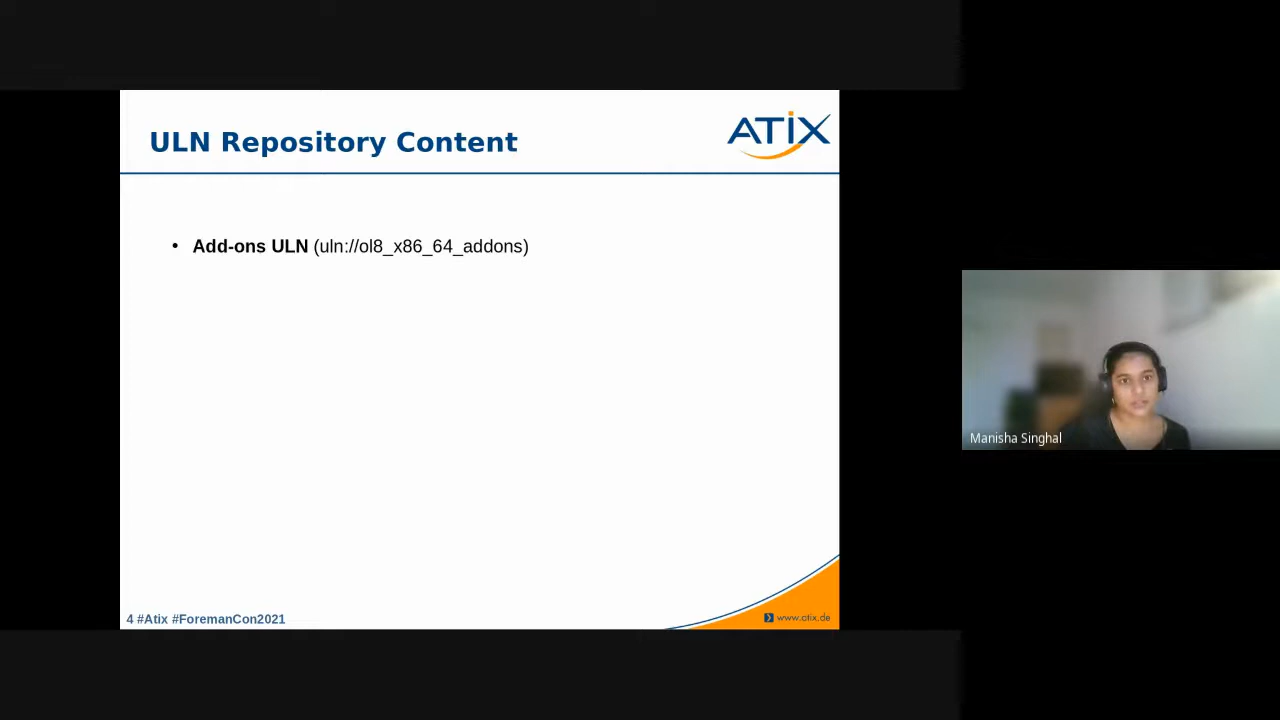 ULN Repository Content
ATIX
• Add-ons ULN (uln://ol8_x86_64_addons)
Manisha Singhal
4 #Atix #ForemanCon2021
www.atix.de